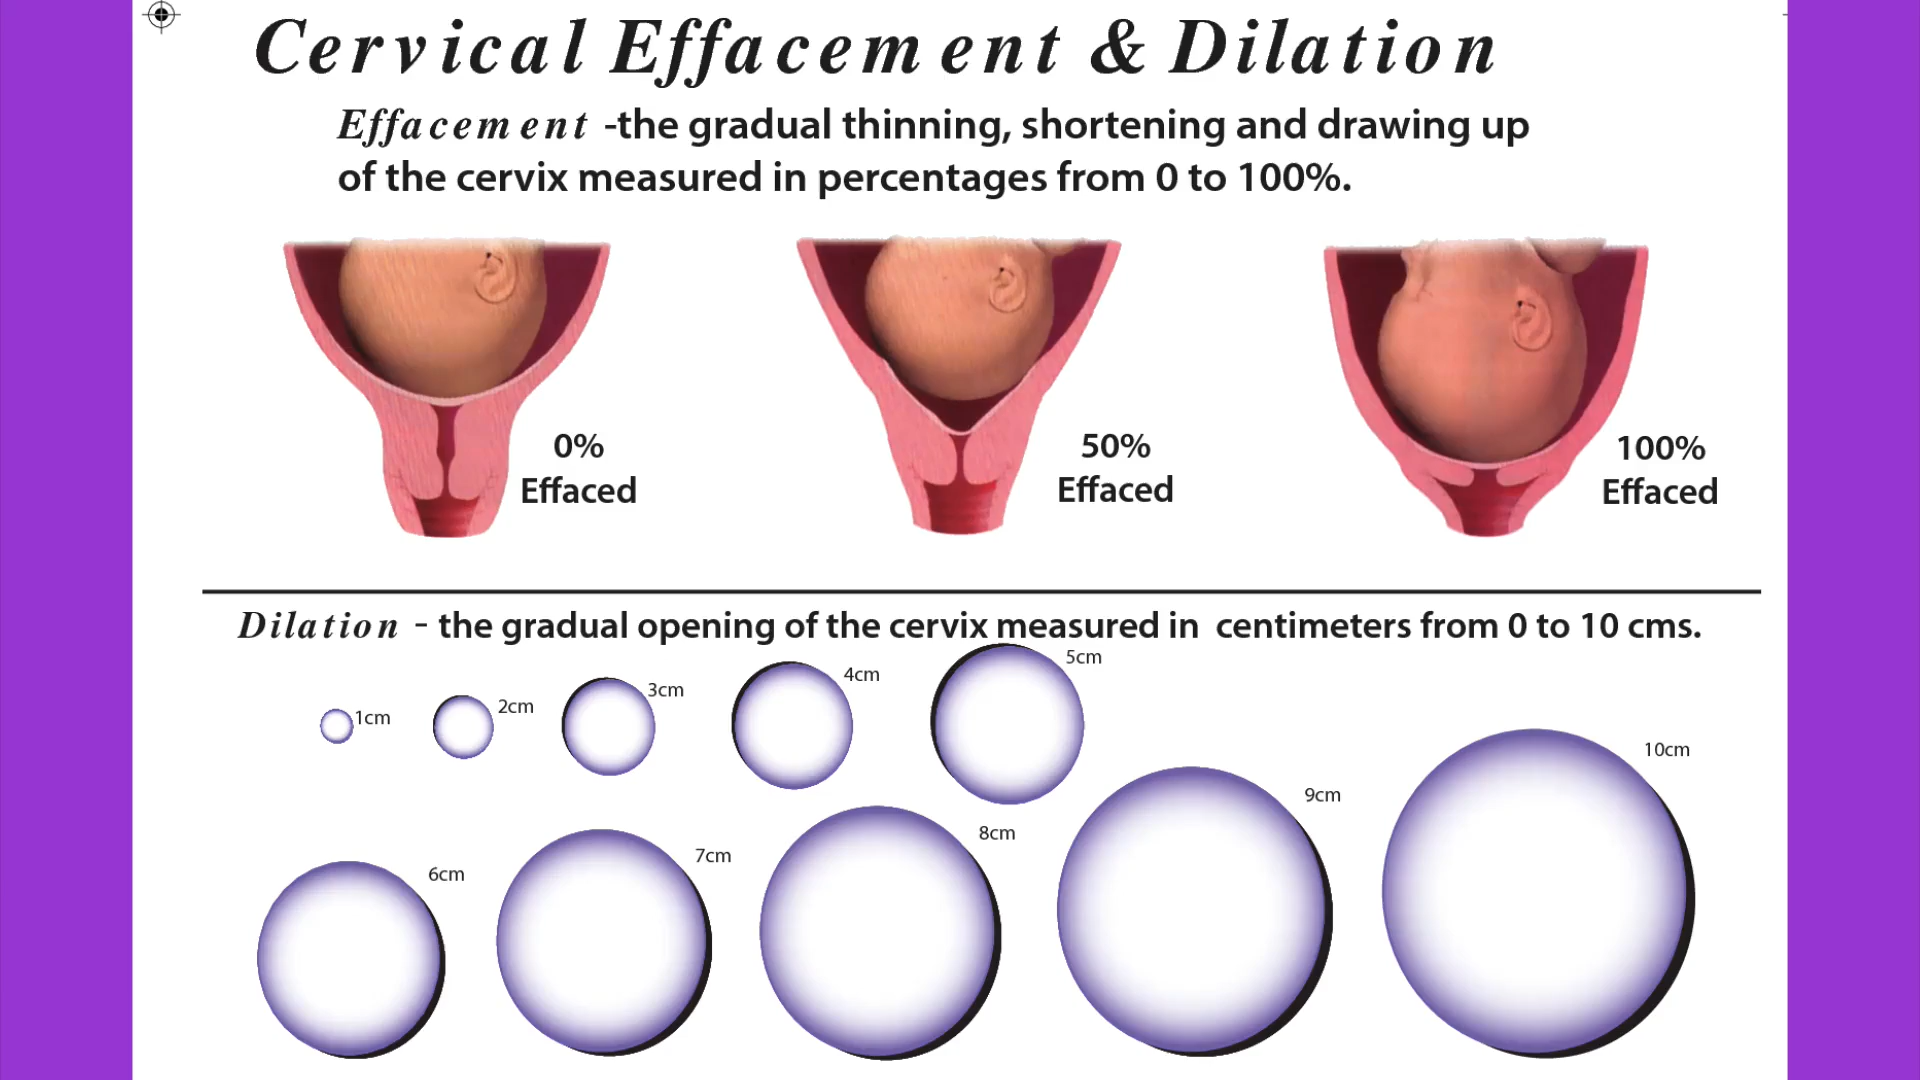 Cervical Effacement & Dilation
Effacement -the gradual thinning, shortening and drawing up
of the cervix measured in percentages from 0 to 100%.
0%
Effaced
50%
Effaced
100%
Effaced
Dilation - the gradual opening of the cervix measured in centimeters from 0 to 10 cms.
1cm
2cm
3cm
4cm
5cm
6cm
7cm
8cm
9cm
10cm